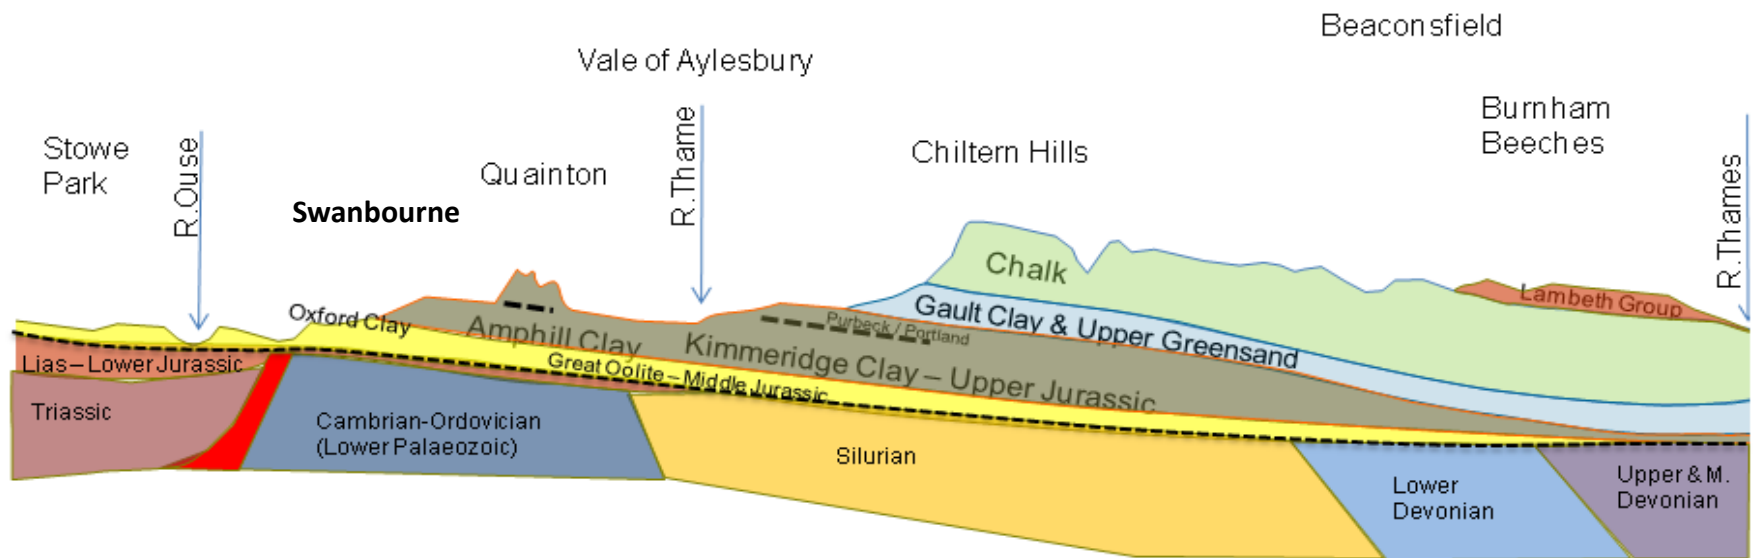 Beaconsfield
Vale of Aylesbury
Burnham
Beeches
Stowe
Park
R.Ouse
Quainton
R.Thame
Chiltern Hills
R.Thames
Swanbourne
Chalk
Lambeth Group
Oxford Clay
Amphill Clay
Purbeck / Portland
Gault Clay & Upper Greensand
Kimmeridge Clay – Upper Jurassic
Lias – Lower Jurassic
Great Oolite – Middle Jurassic
Triassic
Cambrian-Ordovician
(Lower Palaeozoic)
Silurian
Lower
Devonian
Upper & M.
Devonian